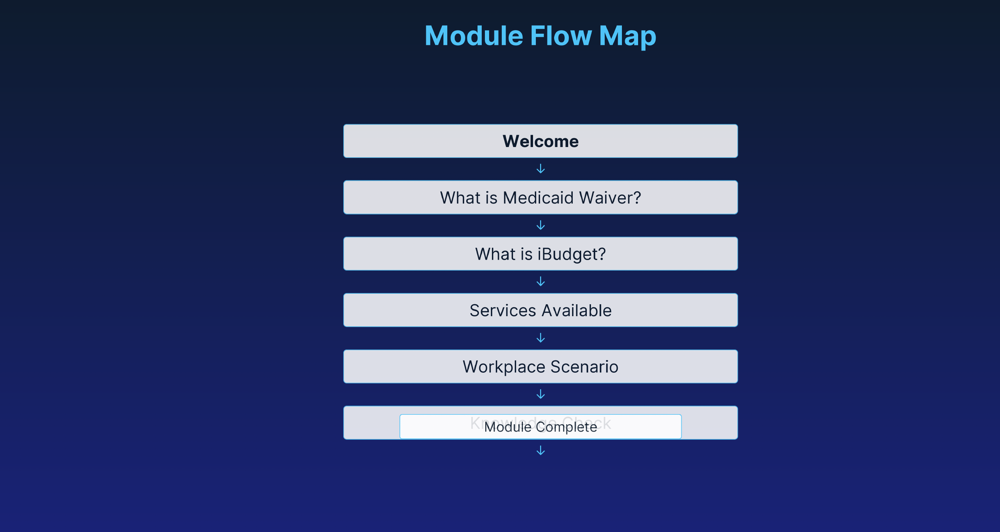 Module Flow Map
Welcome
↓
What is Medicaid Waiver?
↓
What is iBudget?
↓
Services Available
↓
Workplace Scenario
↓
Knowledge Check
Module Complete
↓